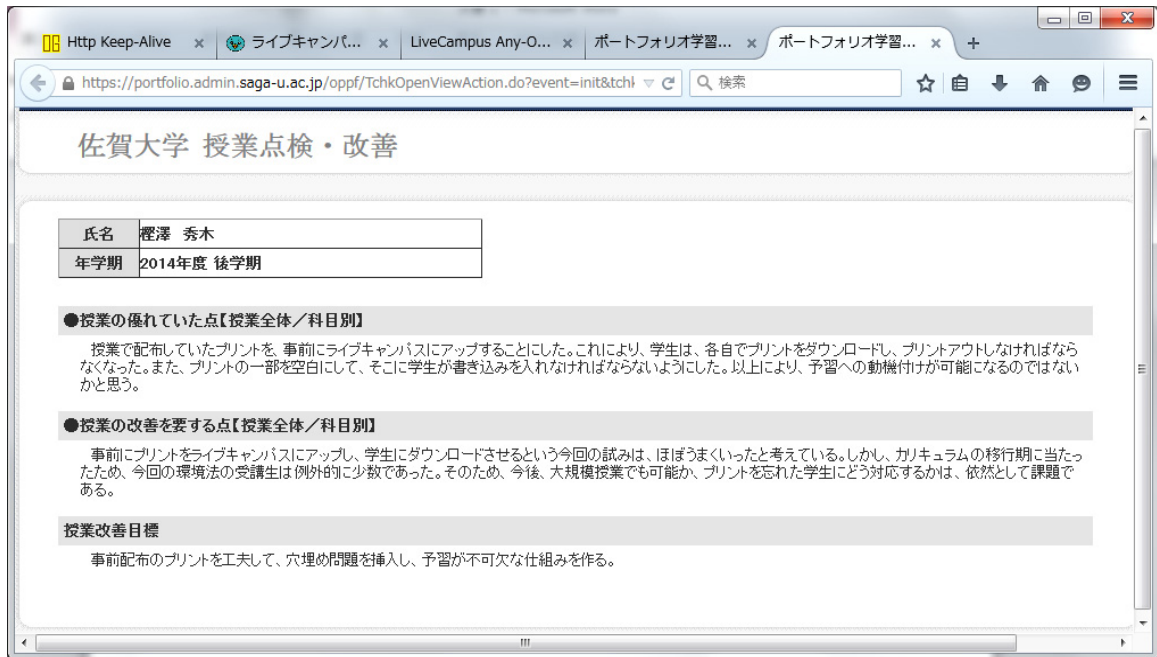 Http Keep-Alive
ライブキャンパ...
LiveCampus Any-O...
ポートフォリオ学習...
ポートフォリオ学習...
https://portfolio.admin.saga-u.ac.jp/oppf/TchkOpenViewAction.do?event=init&tchk
検索
佐賀大学 授業点検・改善
氏名 樫澤 秀木
年学期 2014年度 後学期
●授業の優れていた点【授業全体／科目別】
授業で配布していたプリントを、事前にライブキャンパスにアップすることにした。これにより、学生は、各自でプリントをダウンロードし、プリントアウトしなければなら
なくなった。また、プリントの一部を空白にして、そこに学生が書き込みを入れなければならないようにした。以上により、予習への動機付けが可能になるのではない
かと思う。
●授業の改善を要する点【授業全体／科目別】
事前にプリントをライブキャンパスにアップし、学生にダウンロードさせるという今回の試みは、ほぼうまくいったと考えている。しかし、カリキュラムの移行期に当たっ
たため、今回の環境法の受講生は例外的に少数であった。そのため、今後、大規模授業でも可能か、プリントを忘れた学生にどう対応するかは、依然として課題で
ある。
授業改善目標
事前配布のプリントを工夫して、穴埋め問題を挿入し、予習が不可欠な仕組みを作る。